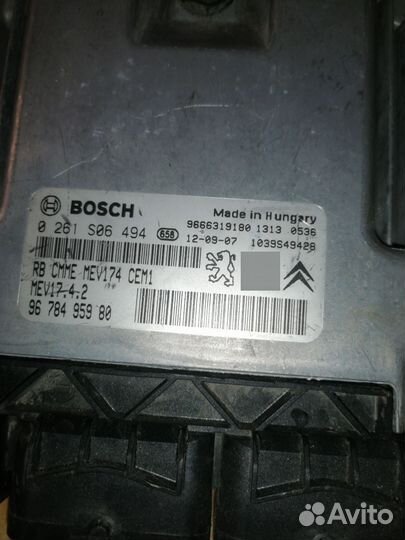 BOSCH
Made in Hungary
0 261 S06 494 658
9666319180 1313 0536
12-09-07 1039S49428
RB CMME MEV174 CEM1
MEV17.4.2
96 784 959 80
Avito